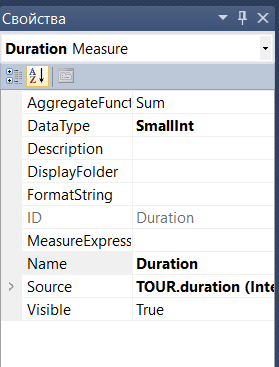 Свойства
Duration Measure
AggregateFunct Sum
DataType SmallInt
Description
DisplayFolder
FormatString
ID Duration
MeasureExpress
Name Duration
Source TOUR.duration (Inte
Visible True